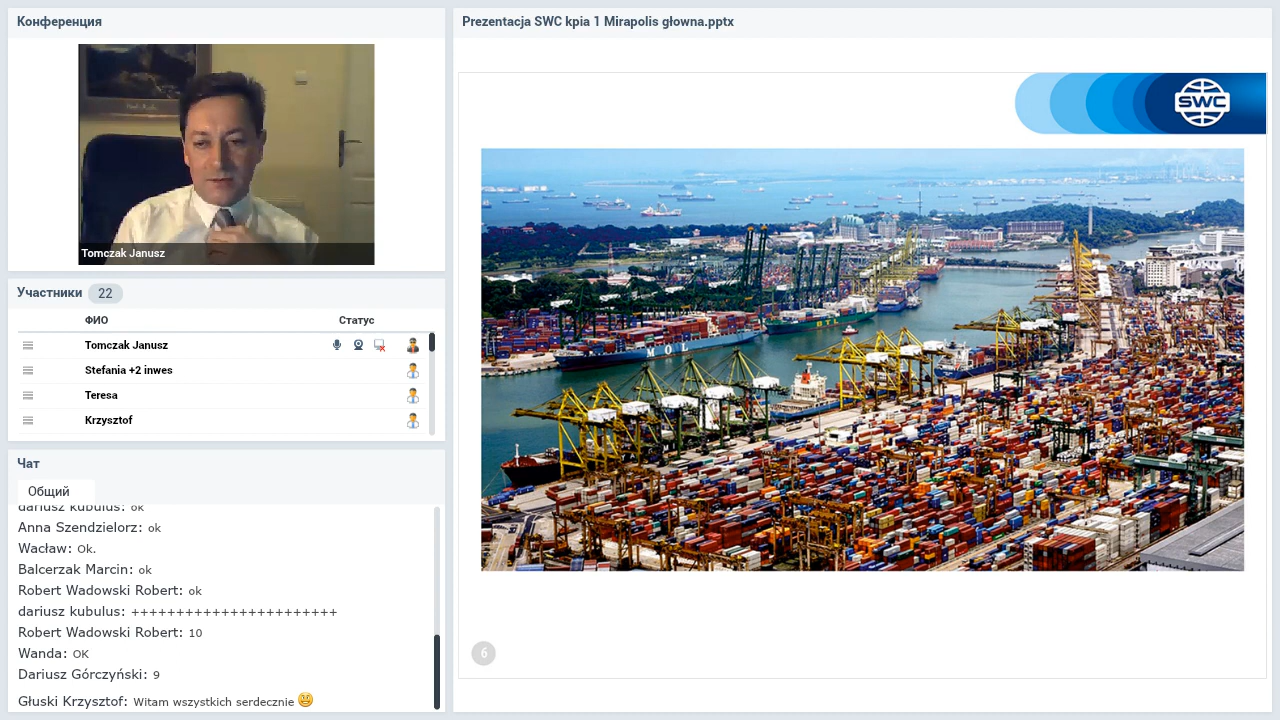 Конференция
Tomczak Janusz
Участники 22
ФИО Статус
Tomczak Janusz
Stefania +2 inwes
Teresa
Krzysztof
Чат
Общий
dariusz kubulus: ok
Anna Szendzielorz: ok
Wacław: Ok.
Balcerzak Marcin: ok
Robert Wadowski Robert: ok
dariusz kubulus: +++++++++++++++++++++++
Robert Wadowski Robert: 10
Wanda: OK
Dariusz Górczyński: 9
Głuski Krzysztof: Witam wszystkich serdecznie
Prezentacja SWC kpia 1 Mirapolis głowna.pptx
SWC
MOL
6